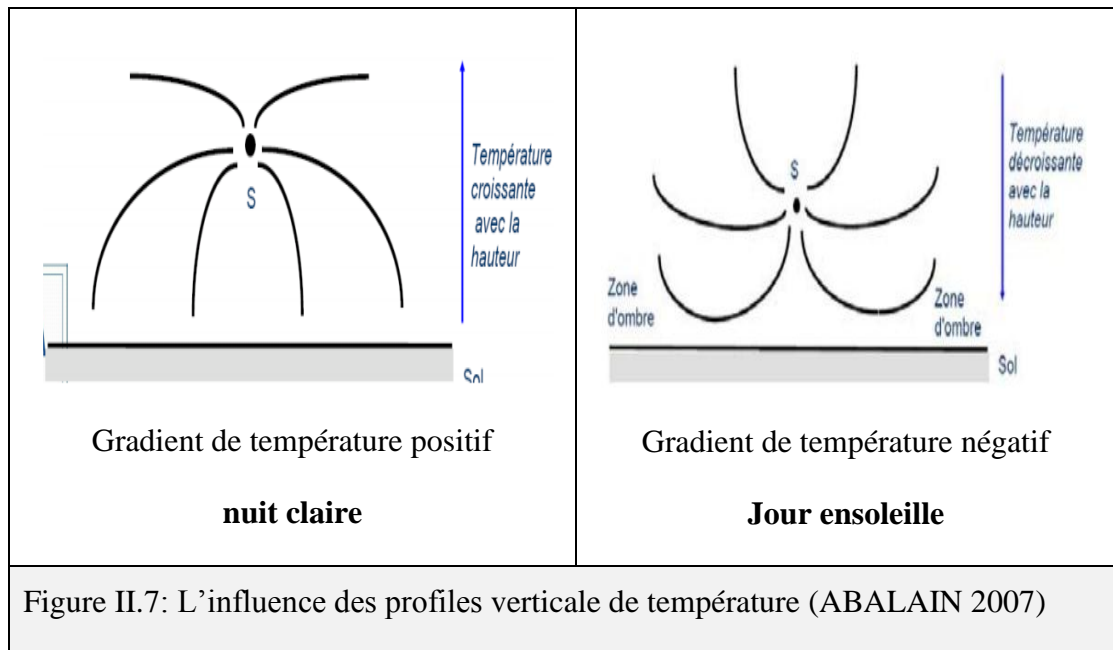 Température
croissante
avec la
hauteur
S
Sol
Gradient de température positif
nuit claire
Température
décroissante
avec la
hauteur
S
Zone
d'ombre
Zone
d'ombre
Sol
Gradient de température négatif
Jour ensoleille
Figure II.7: L'influence des profiles verticale de température (ABALAIN 2007)